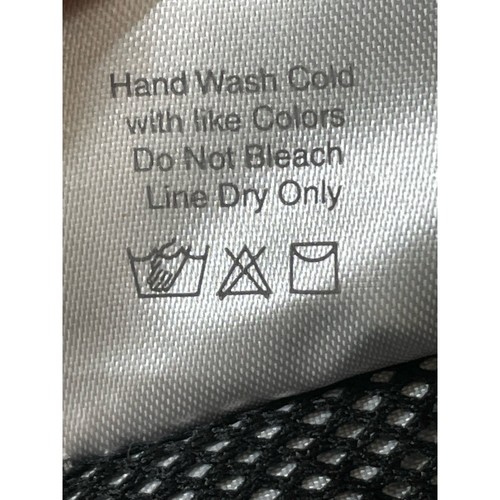 Hand Wash Cold
with like Colors
Do Not Bleach
Line Dry Only